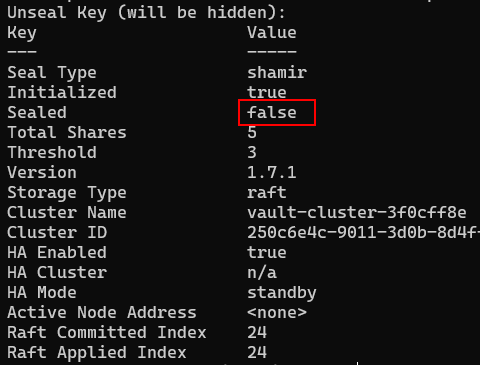 Unseal Key (will be hidden):
Key Value
--- -----
Seal Type shamir
Initialized true
Sealed false
Total Shares 5
Threshold 3
Version 1.7.1
Storage Type raft
Cluster Name vault-cluster-3f0cff8e
Cluster ID 250c6e4c-9011-3d0b-8d4f-
HA Enabled true
HA Cluster n/a
HA Mode standby
Active Node Address <none>
Raft Committed Index 24
Raft Applied Index 24